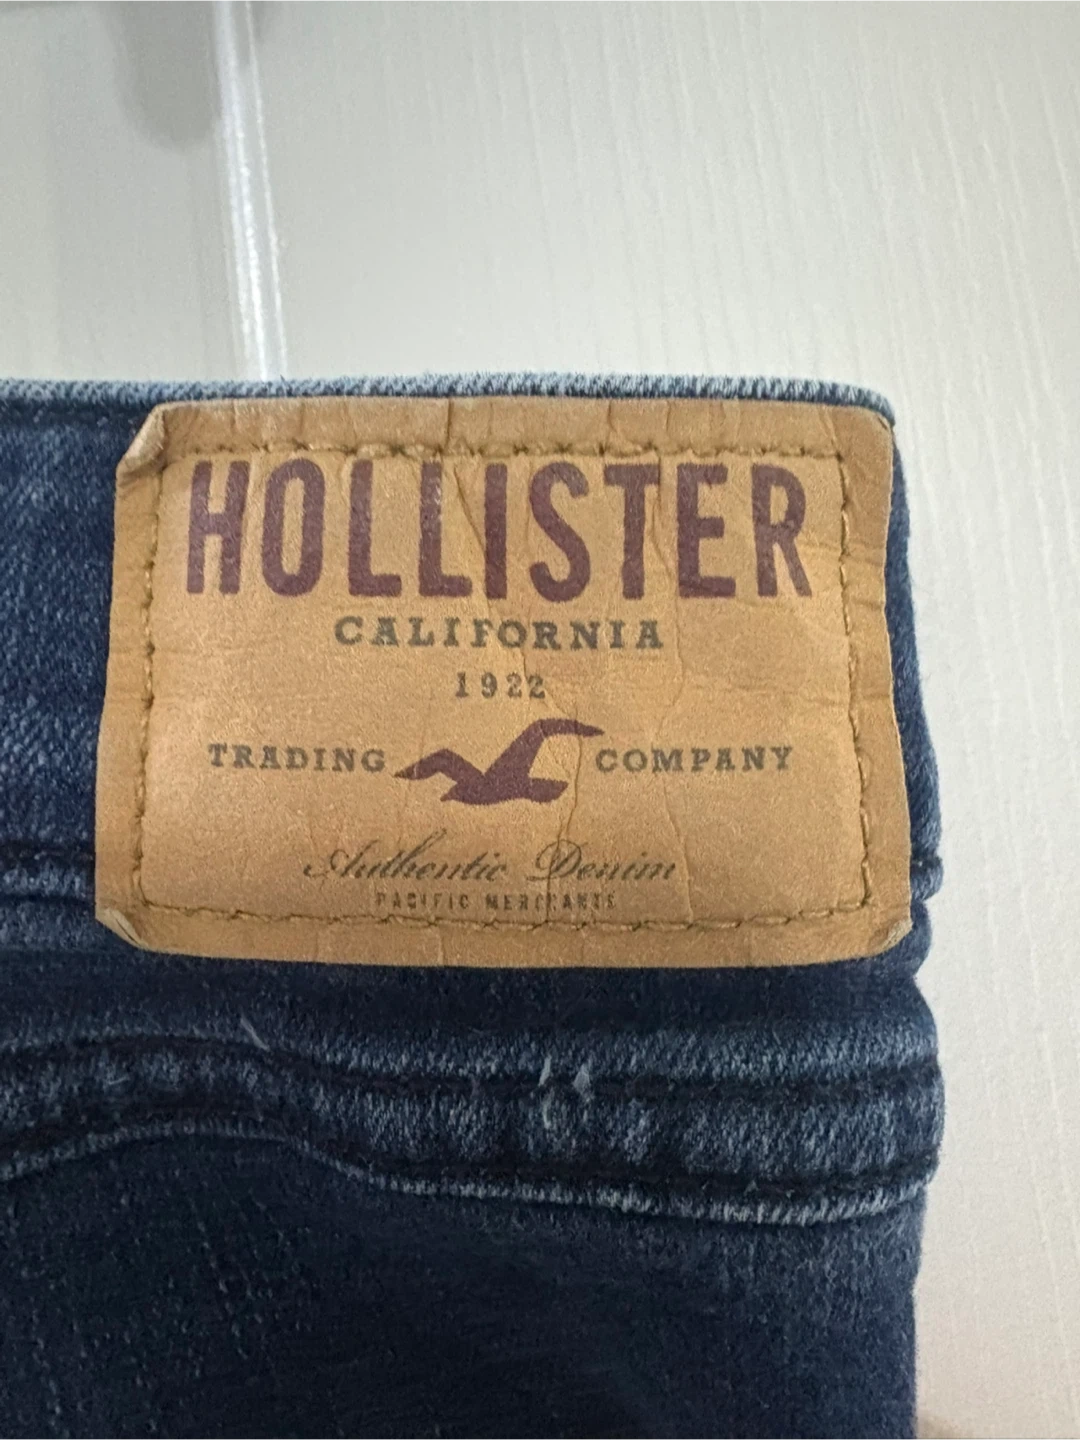 HOLLISTER
CALIFORNIA
1922
TRADING COMPANY
Authentic Denim
PACIFIC MERCHANTS